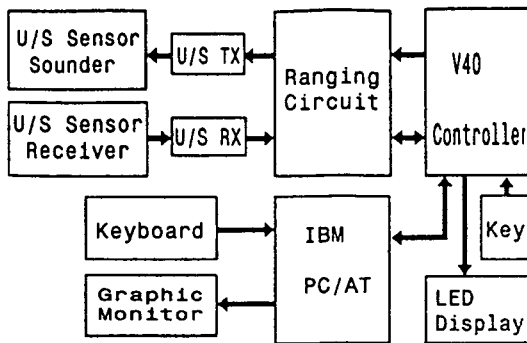 U/S Sensor
Sounder
U/S TX
Ranging
Circuit
V40
Controller
U/S Sensor
Receiver
U/S RX
Keyboard
IBM
PC/AT
Key
Graphic
Monitor
LED
Display